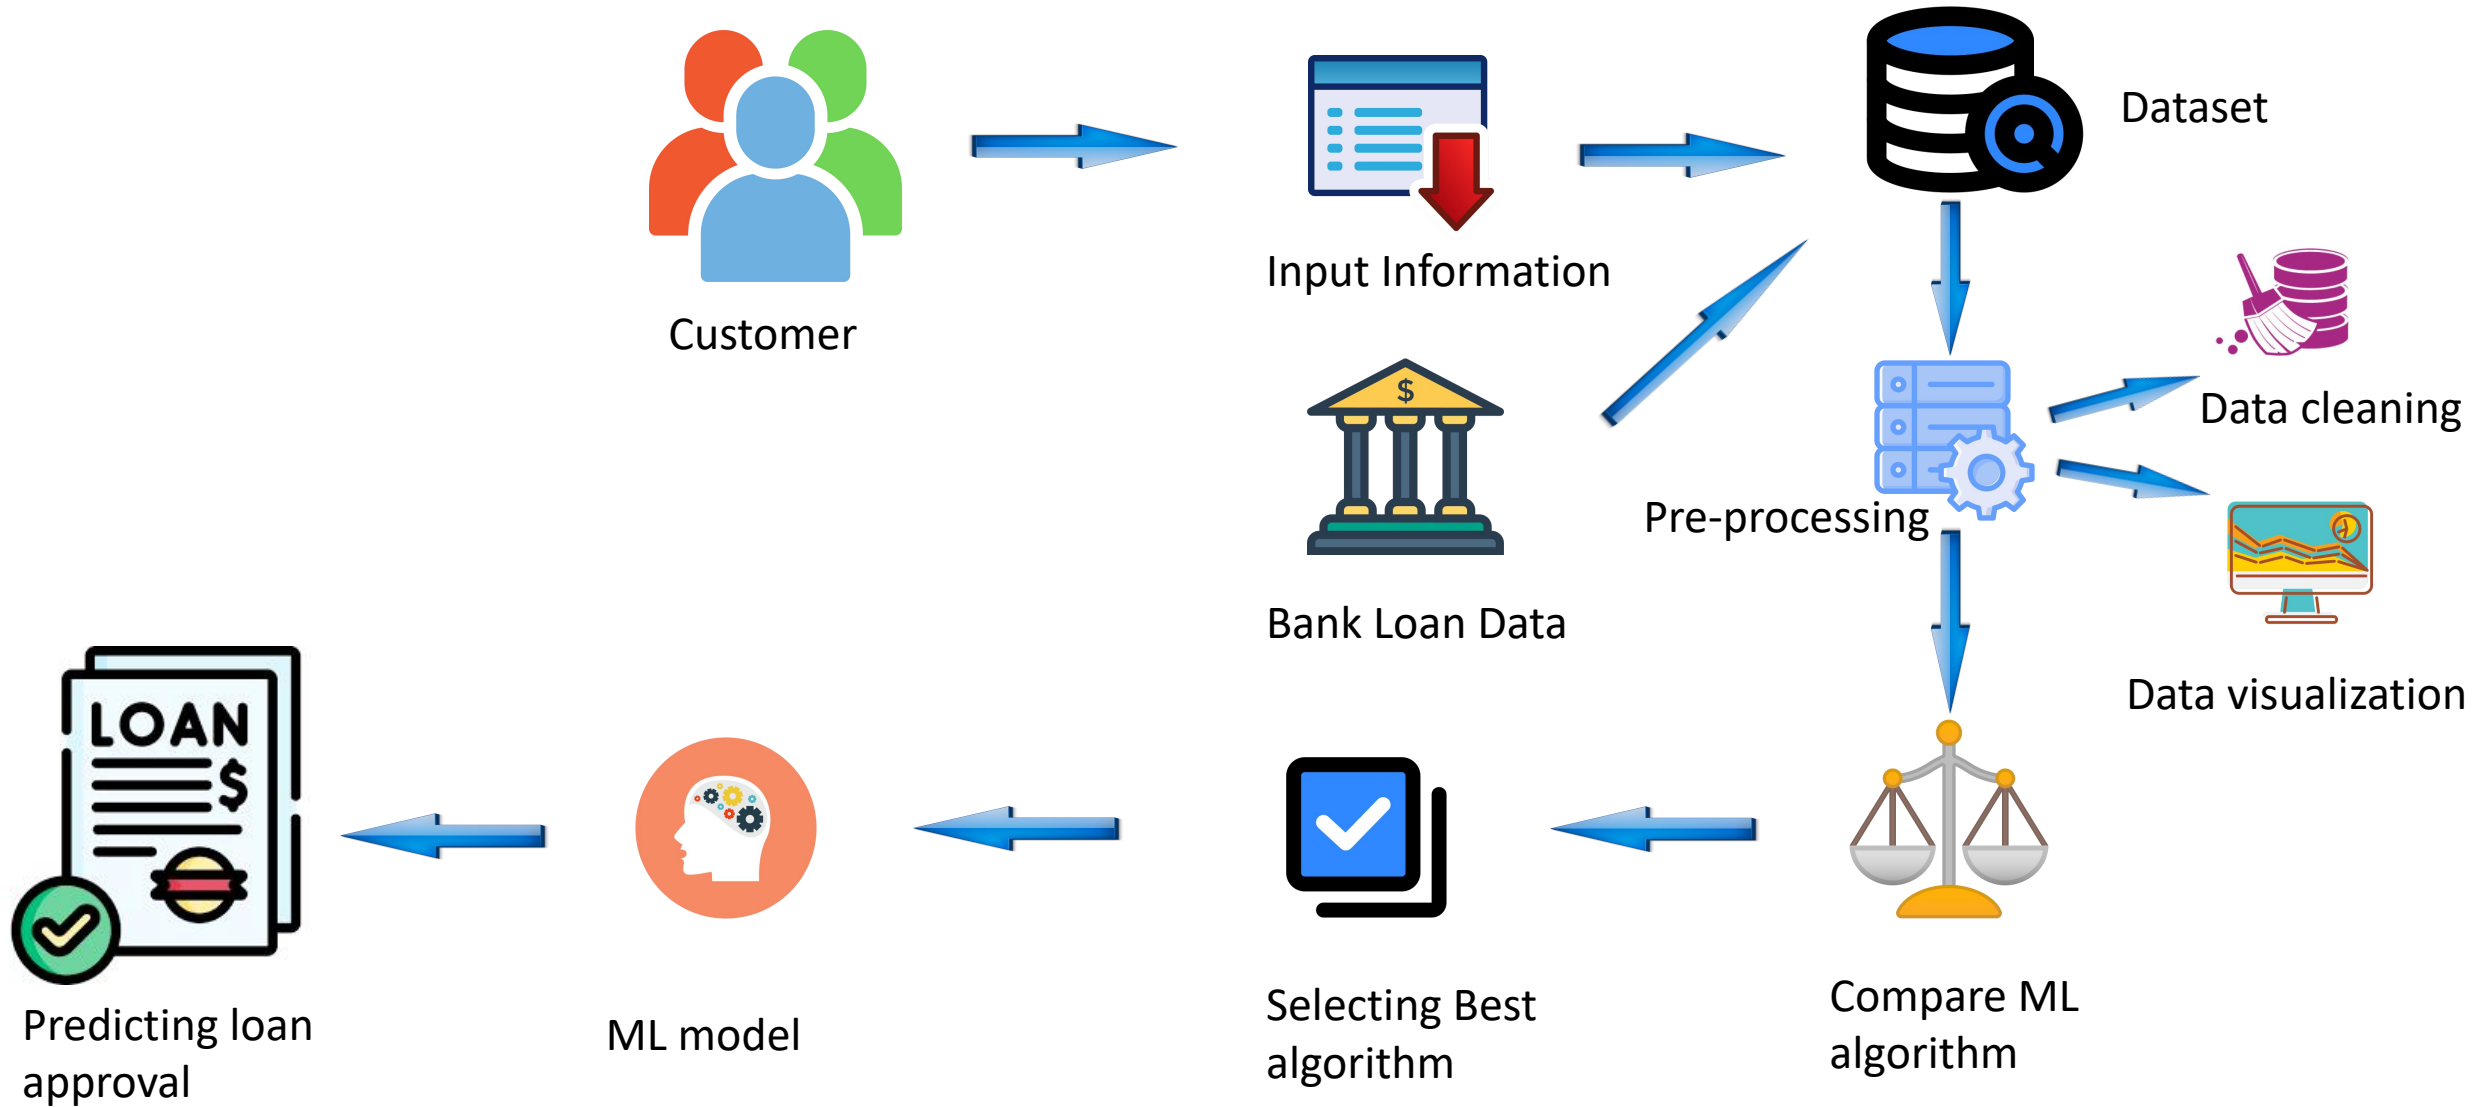 Dataset
Input Information
Customer
$
Data cleaning
Pre-processing
Bank Loan Data
Data visualization
LOAN
$
Predicting loan
approval
ML model
Selecting Best
algorithm
Compare ML
algorithm